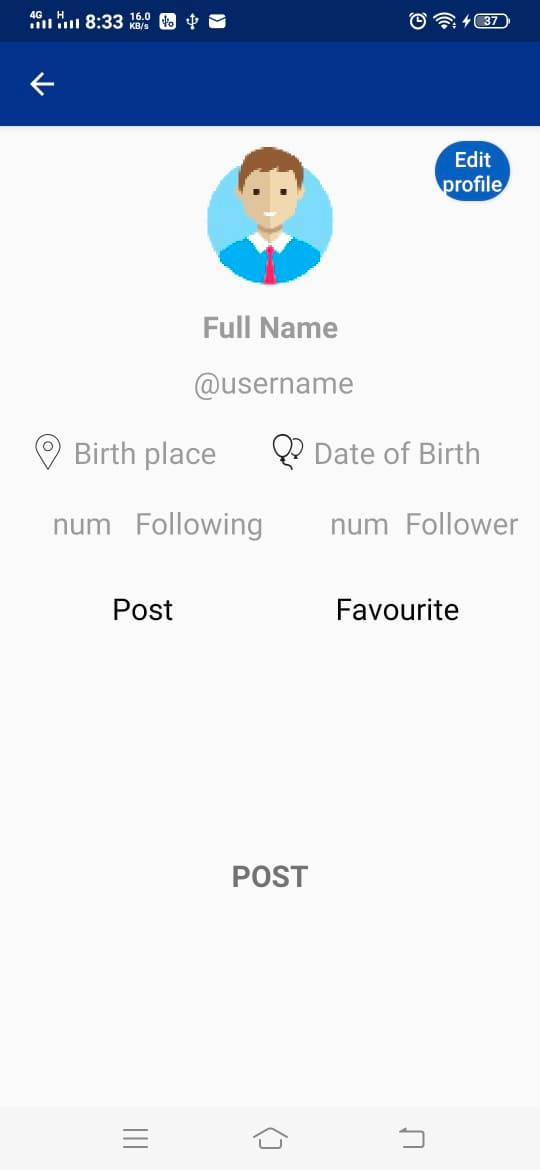 4G H 8:33 16.0 KB/s 37
Edit
profile
Full Name
@username
Birth place Date of Birth
num Following num Follower
Post Favourite
POST